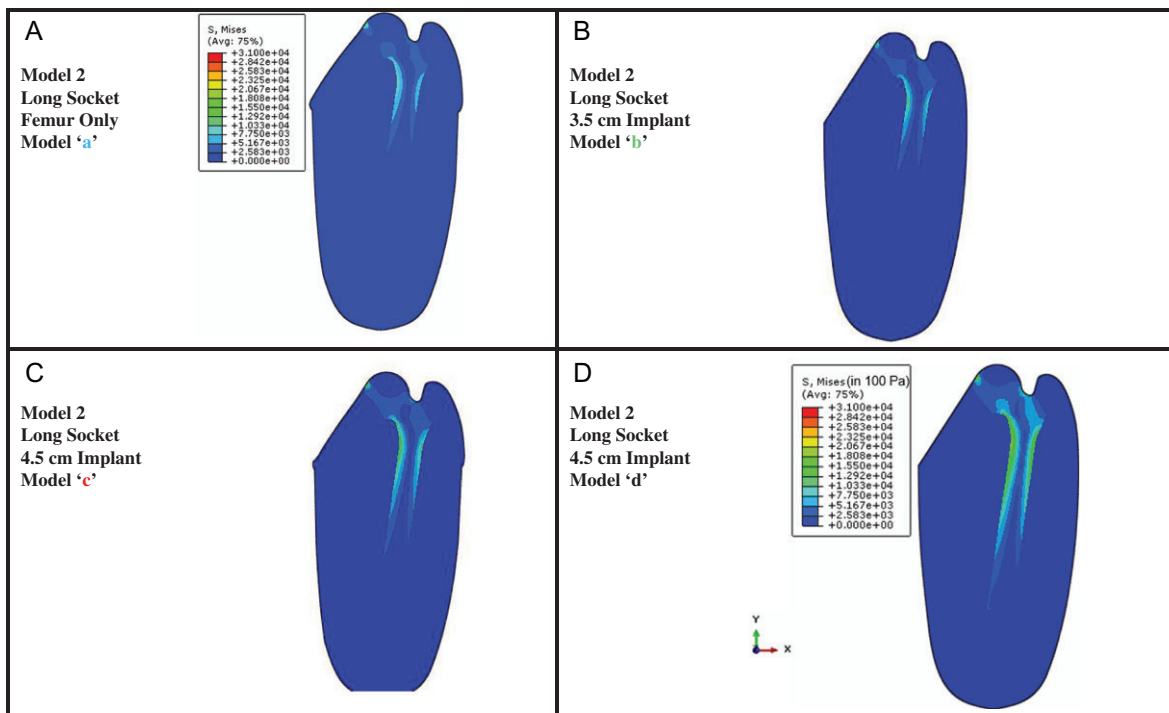 A
Model 2
Long Socket
Femur Only
Model ‘a’
S, Mises
(Avg: 75%)
+3.100e+04
+2.842e+04
+2.583e+04
+2.325e+04
+2.067e+04
+1.808e+04
+1.550e+04
+1.292e+04
+1.033e+04
+7.750e+03
+5.167e+03
+2.583e+03
+0.000e+00
B
Model 2
Long Socket
3.5 cm Implant
Model ‘b’
C
Model 2
Long Socket
4.5 cm Implant
Model ‘c’
D
Model 2
Long Socket
4.5 cm Implant
Model ‘d’
S, Mises (in 100 Pa)
(Avg: 75%)
+3.100e+04
+2.842e+04
+2.583e+04
+2.325e+04
+2.067e+04
+1.808e+04
+1.550e+04
+1.292e+04
+1.033e+04
+7.750e+03
+5.167e+03
+2.583e+03
+0.000e+00
Y
X